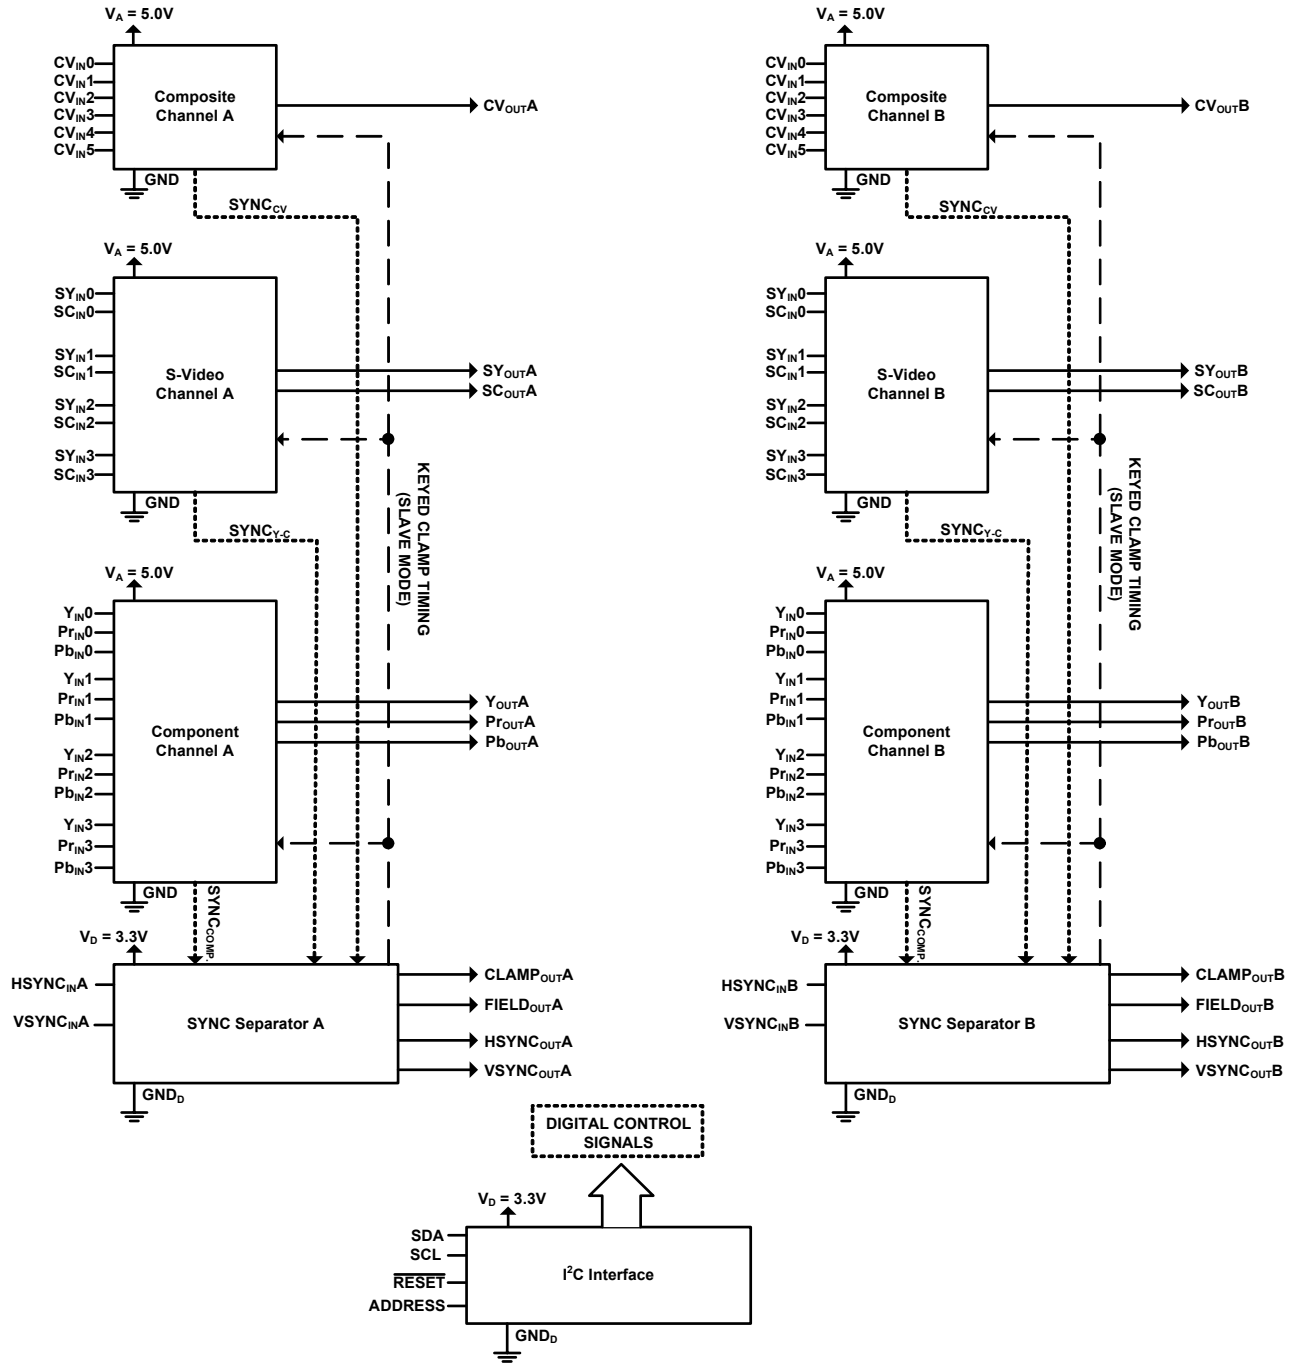 V_A = 5.0V
CV_IN0
CV_IN1
CV_IN2
CV_IN3
CV_IN4
CV_IN5
Composite
Channel A
CV_OUTA
GND
SYNC_CV
V_A = 5.0V
SY_IN0
SC_IN0
SY_IN1
SC_IN1
SY_IN2
SC_IN2
SY_IN3
SC_IN3
S-Video
Channel A
SY_OUTA
SC_OUTA
GND
SYNC_Y-C
KEYED CLAMP TIMING
(SLAVE MODE)
V_A = 5.0V
Y_IN0
Pr_IN0
Pb_IN0
Y_IN1
Pr_IN1
Pb_IN1
Y_IN2
Pr_IN2
Pb_IN2
Y_IN3
Pr_IN3
Pb_IN3
Component
Channel A
Y_OUTA
Pr_OUTA
Pb_OUTA
GND
SYNC_COMP.
V_D = 3.3V
HSYNC_INA
VSYNC_INA
SYNC Separator A
CLAMP_OUTA
FIELD_OUTA
HSYNC_OUTA
VSYNC_OUTA
GND_D
V_A = 5.0V
CV_IN0
CV_IN1
CV_IN2
CV_IN3
CV_IN4
CV_IN5
Composite
Channel B
CV_OUTB
GND
SYNC_CV
V_A = 5.0V
SY_IN0
SC_IN0
SY_IN1
SC_IN1
SY_IN2
SC_IN2
SY_IN3
SC_IN3
S-Video
Channel B
SY_OUTB
SC_OUTB
GND
SYNC_Y-C
KEYED CLAMP TIMING
(SLAVE MODE)
V_A = 5.0V
Y_IN0
Pr_IN0
Pb_IN0
Y_IN1
Pr_IN1
Pb_IN1
Y_IN2
Pr_IN2
Pb_IN2
Y_IN3
Pr_IN3
Pb_IN3
Component
Channel B
Y_OUTB
Pr_OUTB
Pb_OUTB
GND
SYNC_COMP.
V_D = 3.3V
HSYNC_INB
VSYNC_INB
SYNC Separator B
CLAMP_OUTB
FIELD_OUTB
HSYNC_OUTB
VSYNC_OUTB
GND_D
DIGITAL CONTROL
SIGNALS
V_D = 3.3V
SDA
SCL
RESET
ADDRESS
I²C Interface
GND_D